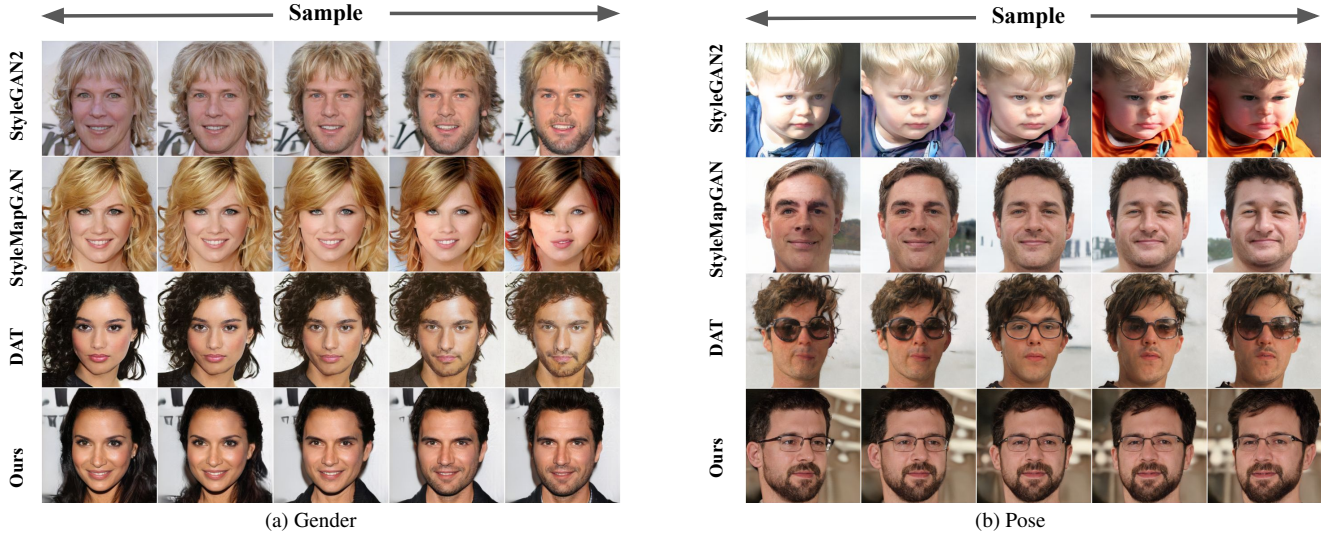 Sample
StyleGAN2
StyleMapGAN
DAT
Ours
(a) Gender
Sample
StyleGAN2
StyleMapGAN
DAT
Ours
(b) Pose